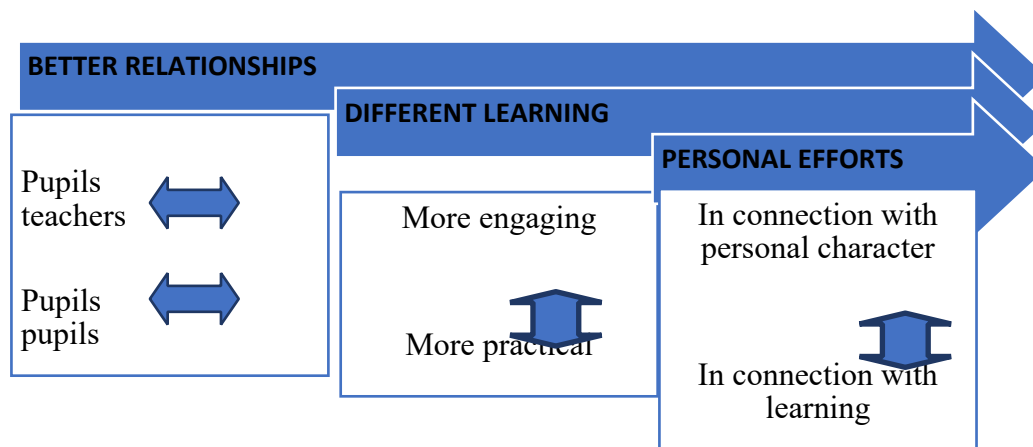 BETTER RELATIONSHIPS
Pupils
teachers
Pupils
pupils
DIFFERENT LEARNING
More engaging
More practical
PERSONAL EFFORTS
In connection with
personal character
In connection with
learning